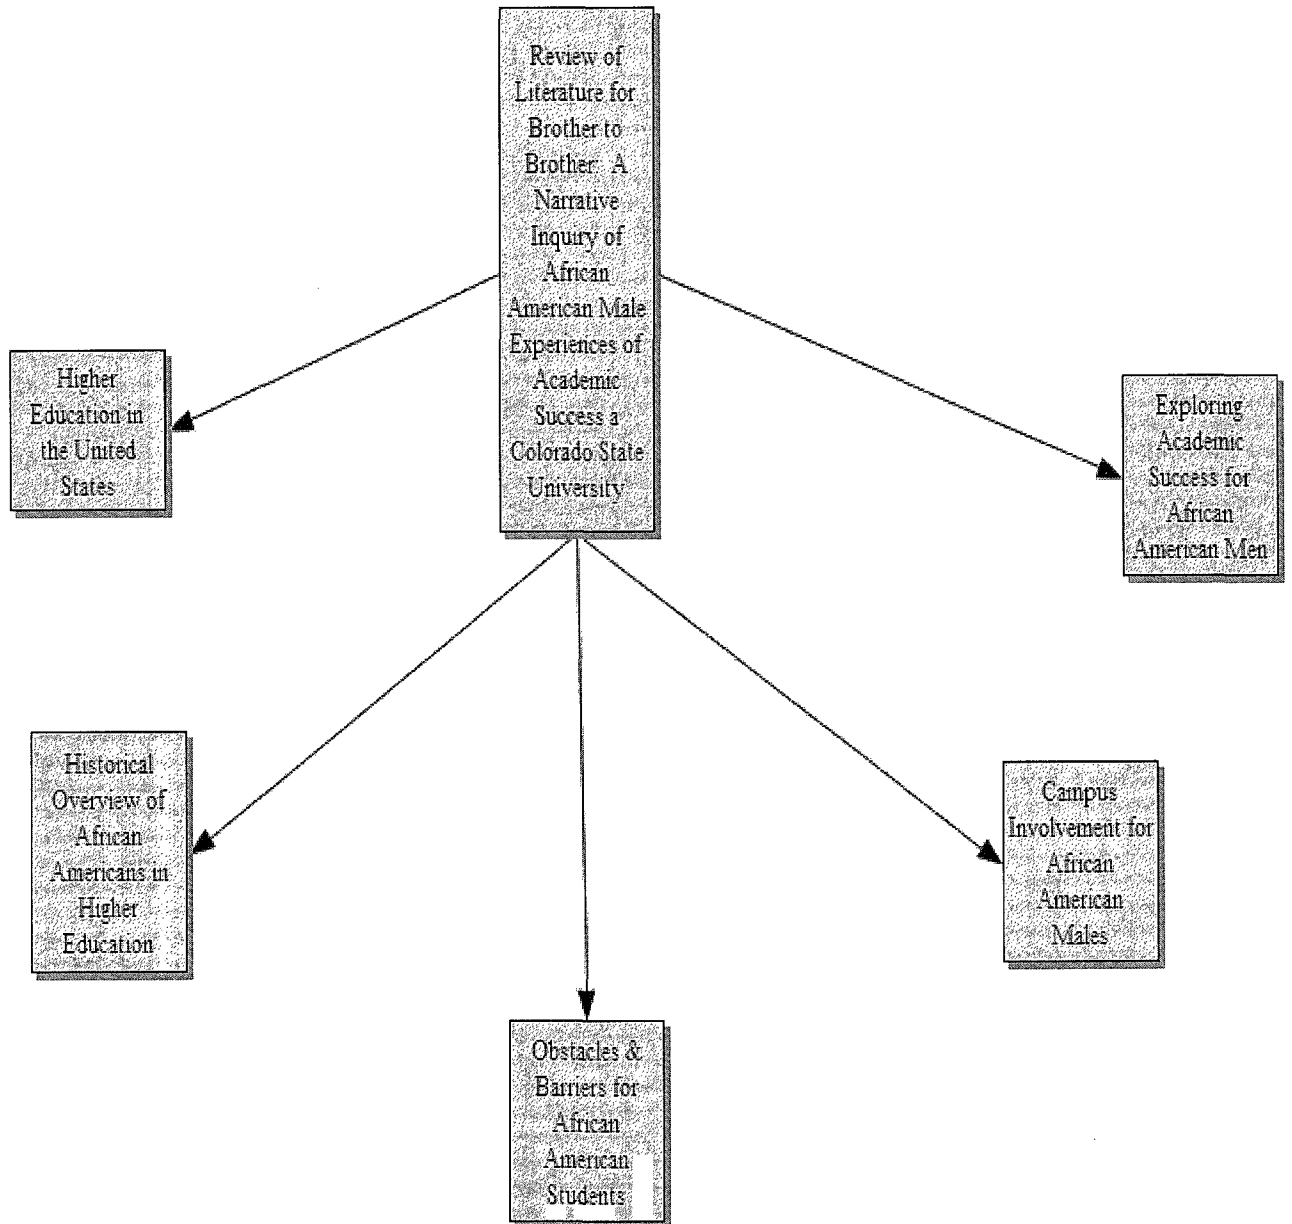 Review of
Literature for
Brother to
Brother: A
Narrative
Inquiry of
African
American Male
Experiences of
Academic
Success a
Colorado State
University
Higher
Education in
the United
States
Exploring
Academic
Success for
African
American Men
Historical
Overview of
African
Americans in
Higher
Education
Campus
Involvement for
African
American
Males
Obstacles &
Barriers for
African
American
Students